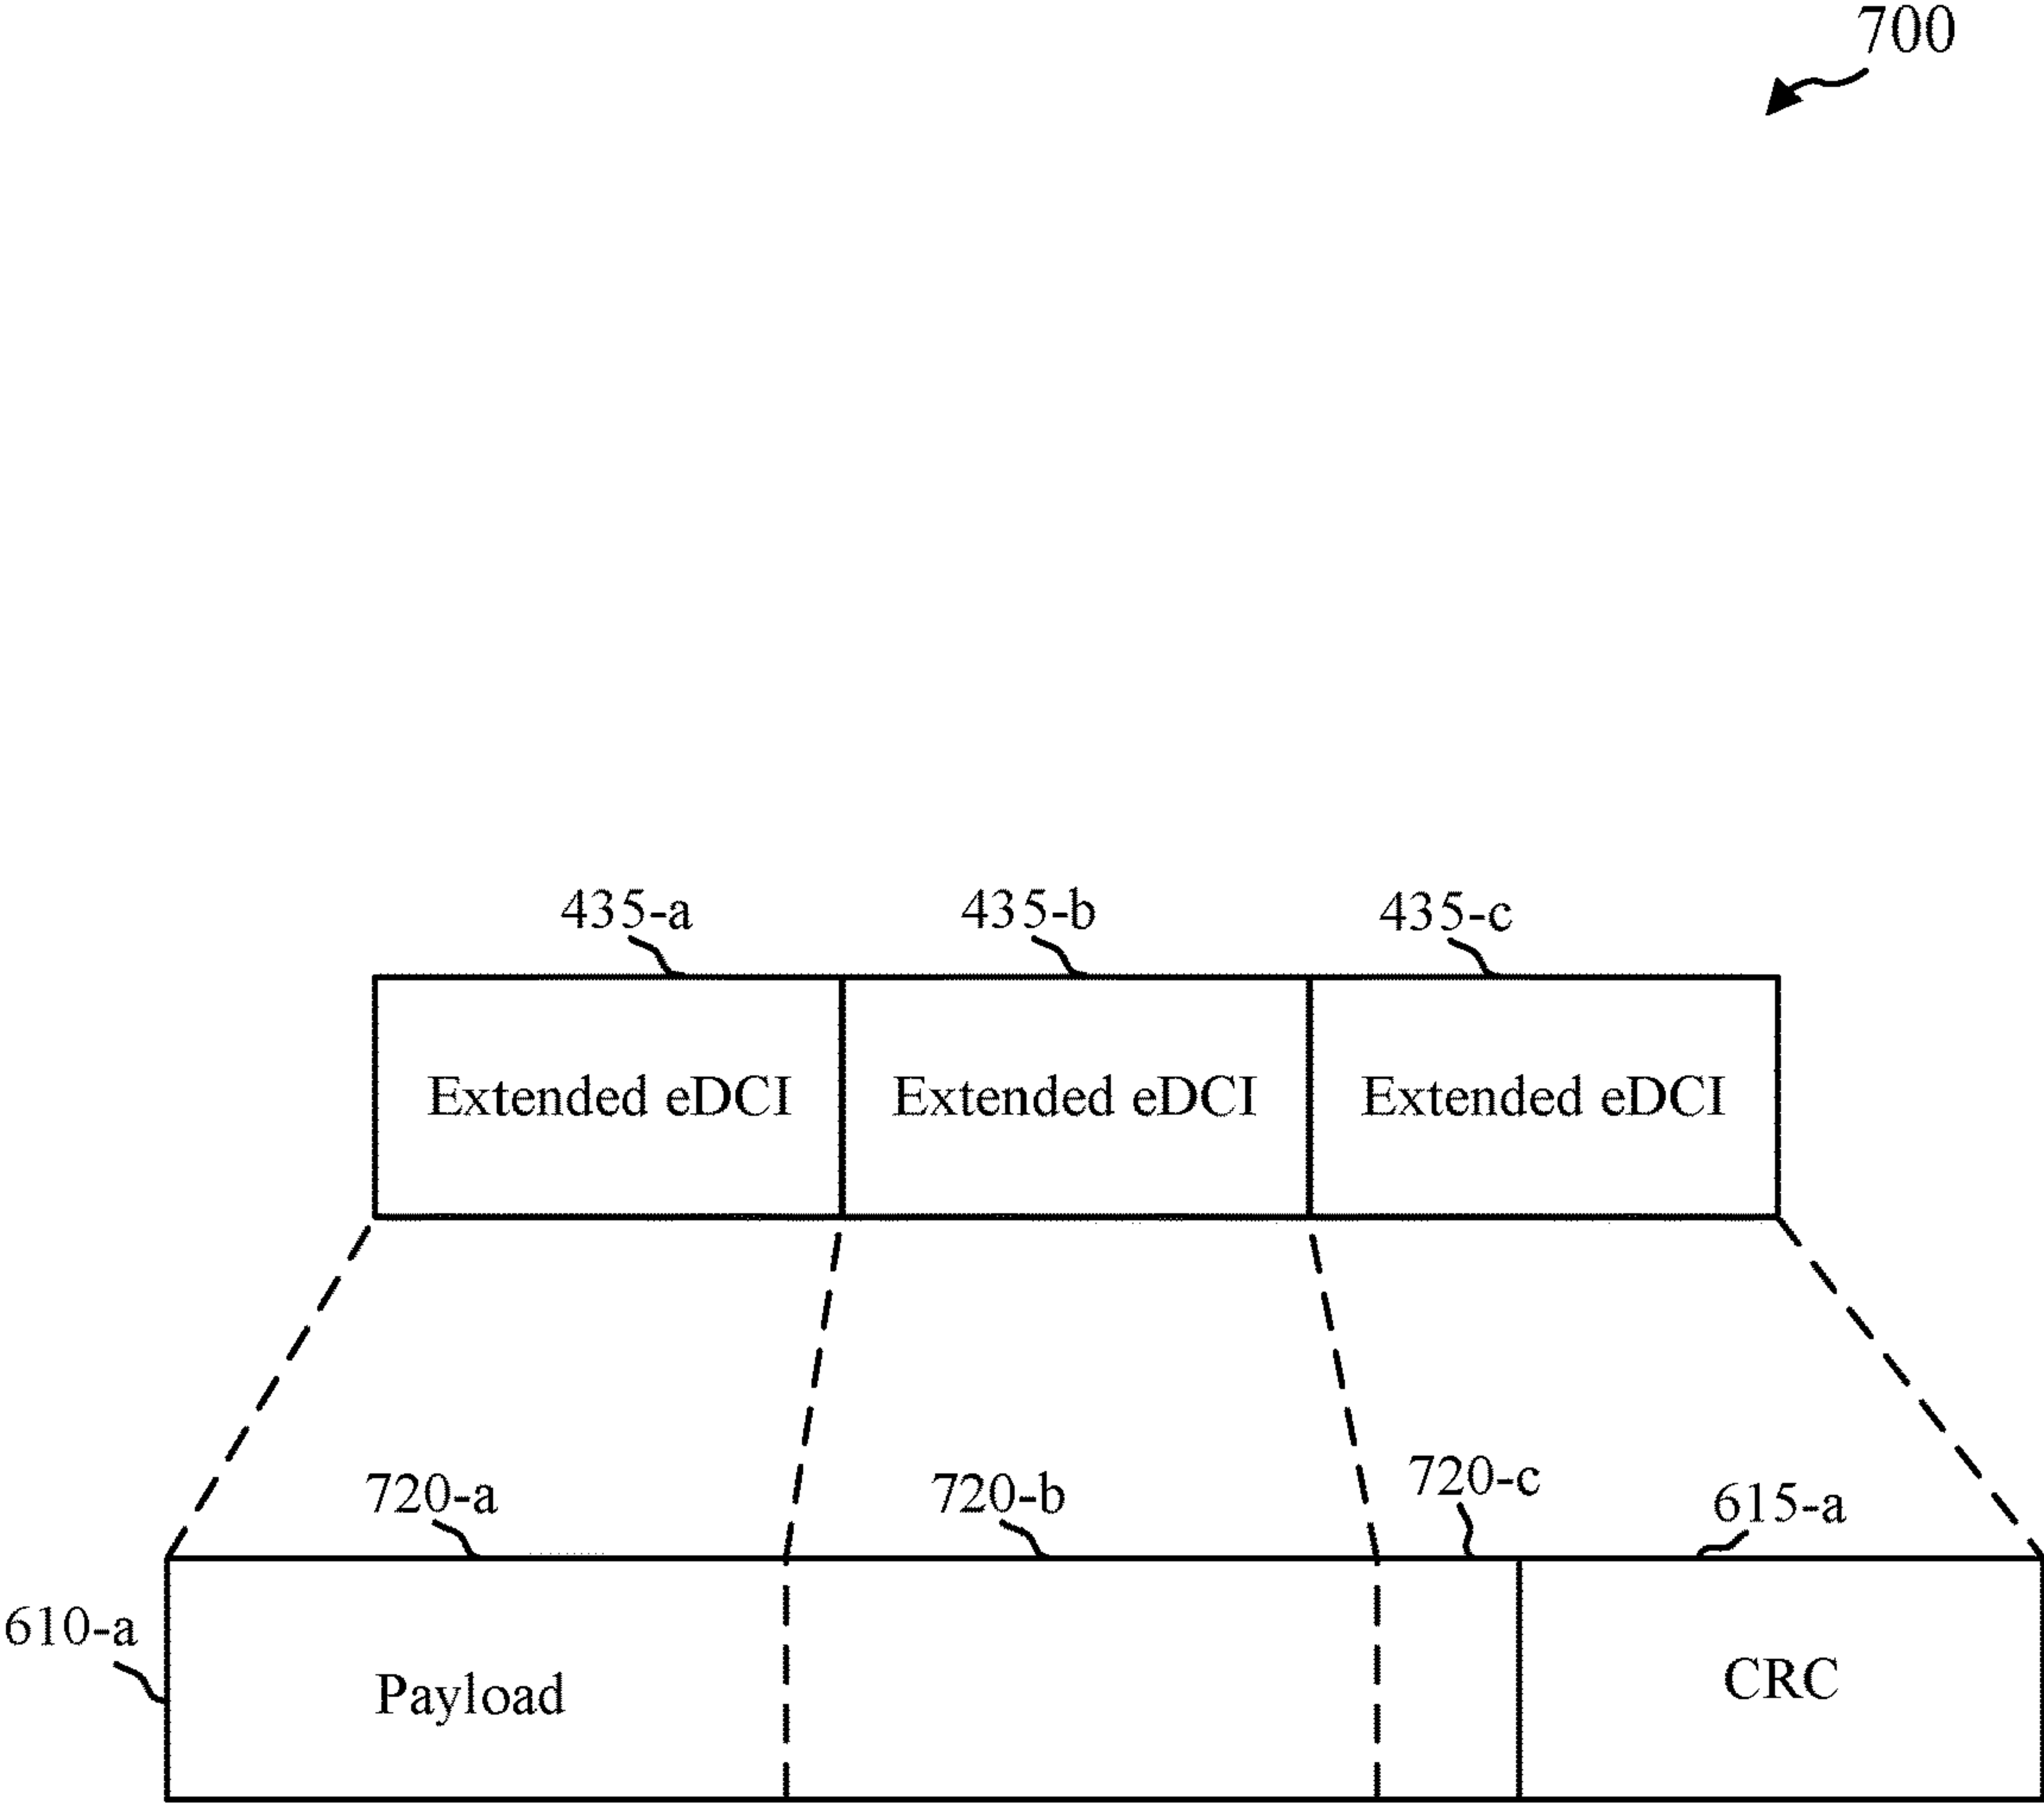 700
435-a 435-b 435-c
Extended eDCI Extended eDCI Extended eDCI
720-a 720-b 720-c 615-a
610-a
Payload CRC